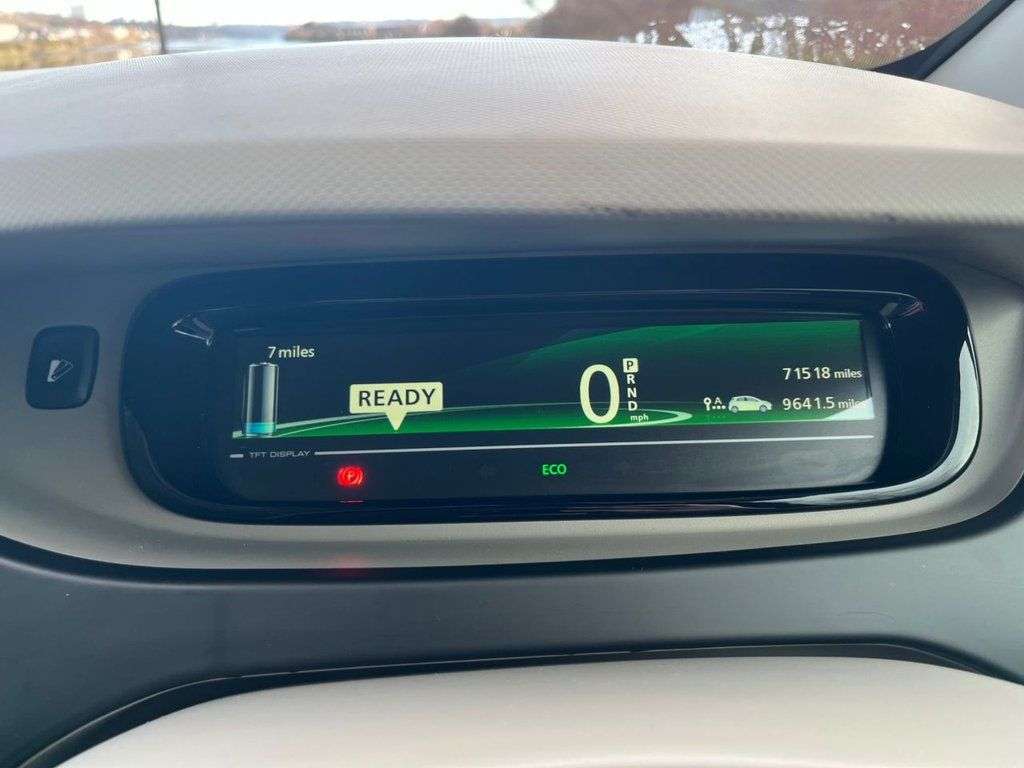 7 miles
READY
0
P
R
N
D
mph
71518 miles
A
9641.5 miles
TFT DISPLAY
P
ECO